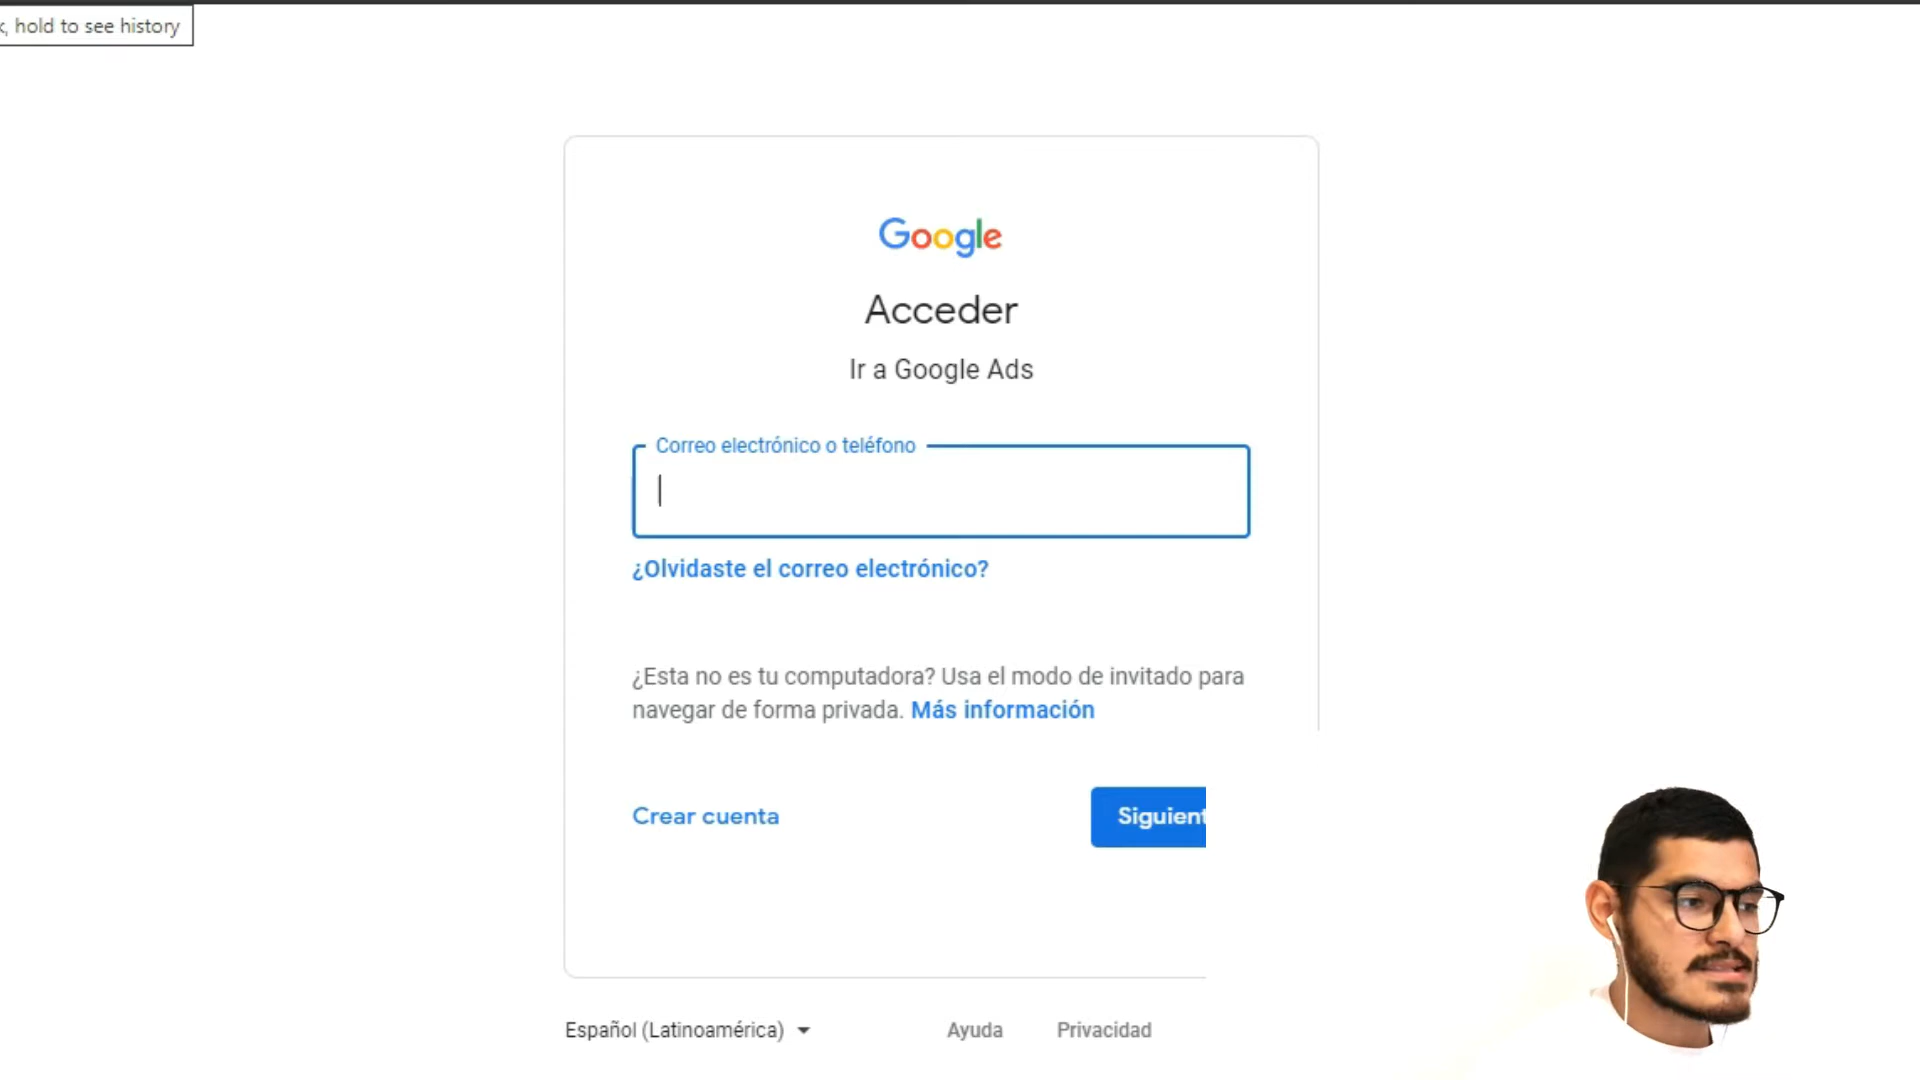 hold to see history
Google
Acceder
Ir a Google Ads
Correo electrónico o teléfono
¿Olvidaste el correo electrónico?
¿Esta no es tu computadora? Usa el modo de invitado para
navegar de forma privada. Más información
Crear cuenta
Siguient
Español (Latinoamérica)
Ayuda
Privacidad